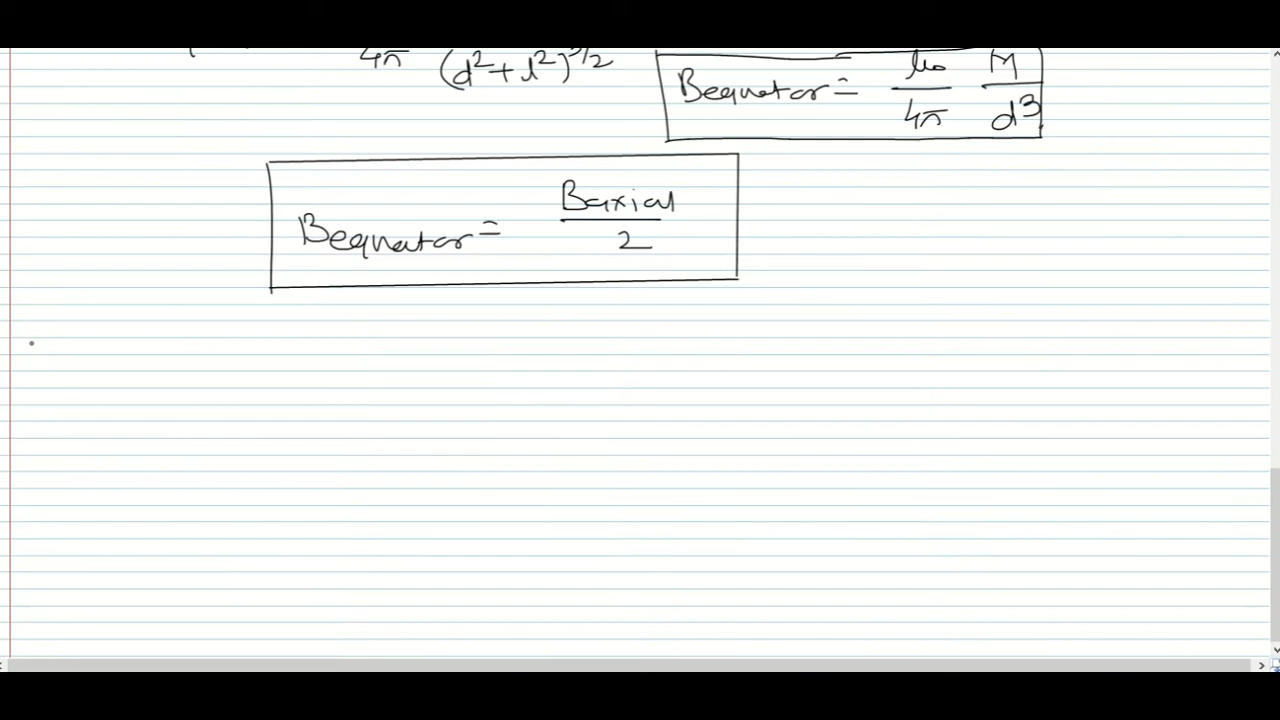 4π (d²+l²)^3/2
Bequator = μ₀/4π M/d³
Bequator = Baxial/2